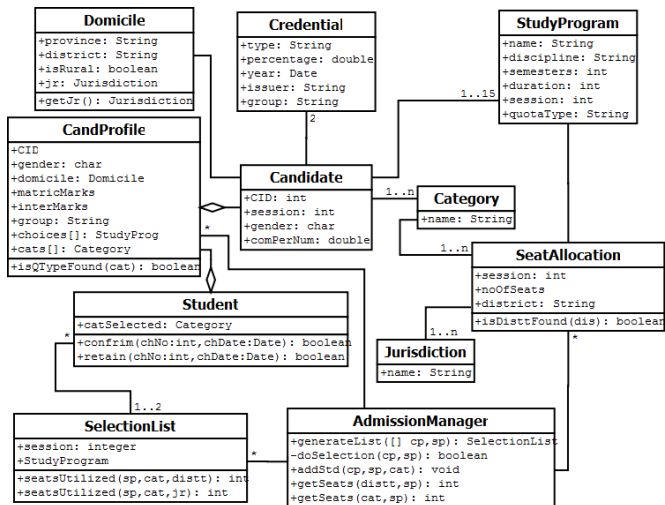 Domicile
+province: String
+district: String
+isRural: boolean
+jr: Jurisdiction
+getJr(): Jurisdiction
Credential
+type: String
+percentage: double
+year: Date
+issuer: String
+group: String
2
StudyProgram
+name: String
+discipline: String
+semesters: int
+duration: int
+session: int
+quotaType: String
1..15
CandProfile
+CID
+gender: char
+domicile: Domicile
+matricMarks
+interMarks
+group: String
+choices[]: StudyProg
+cats[]: Category
+isQTypeFound(cat): boolean
*
Candidate
+CID: int
+session: int
+gender: char
+comPerNum: double
1..n
Category
+name: String
1..n
SeatAllocation
+session: int
+noOfSeats
+district: String
+isDisttFound(dis): boolean
*
Student
+catSelected: Category
+confrim(chNo:int,chDate:Date): boolean
+retain(chNo:int,chDate:Date): boolean
*
1..n
Jurisdiction
+name: String
1..2
SelectionList
+session: integer
+StudyProgram
+seatsUtilized(sp,cat,distt): int
+seatsUtilized(sp,cat,jr): int
*
AdmissionManager
+generateList([] cp,sp): SelectionList
-doSelection(cp,sp): boolean
+addStd(cp,sp,cat): void
+getSeats(distt,sp): int
+getSeats(cat,sp): int